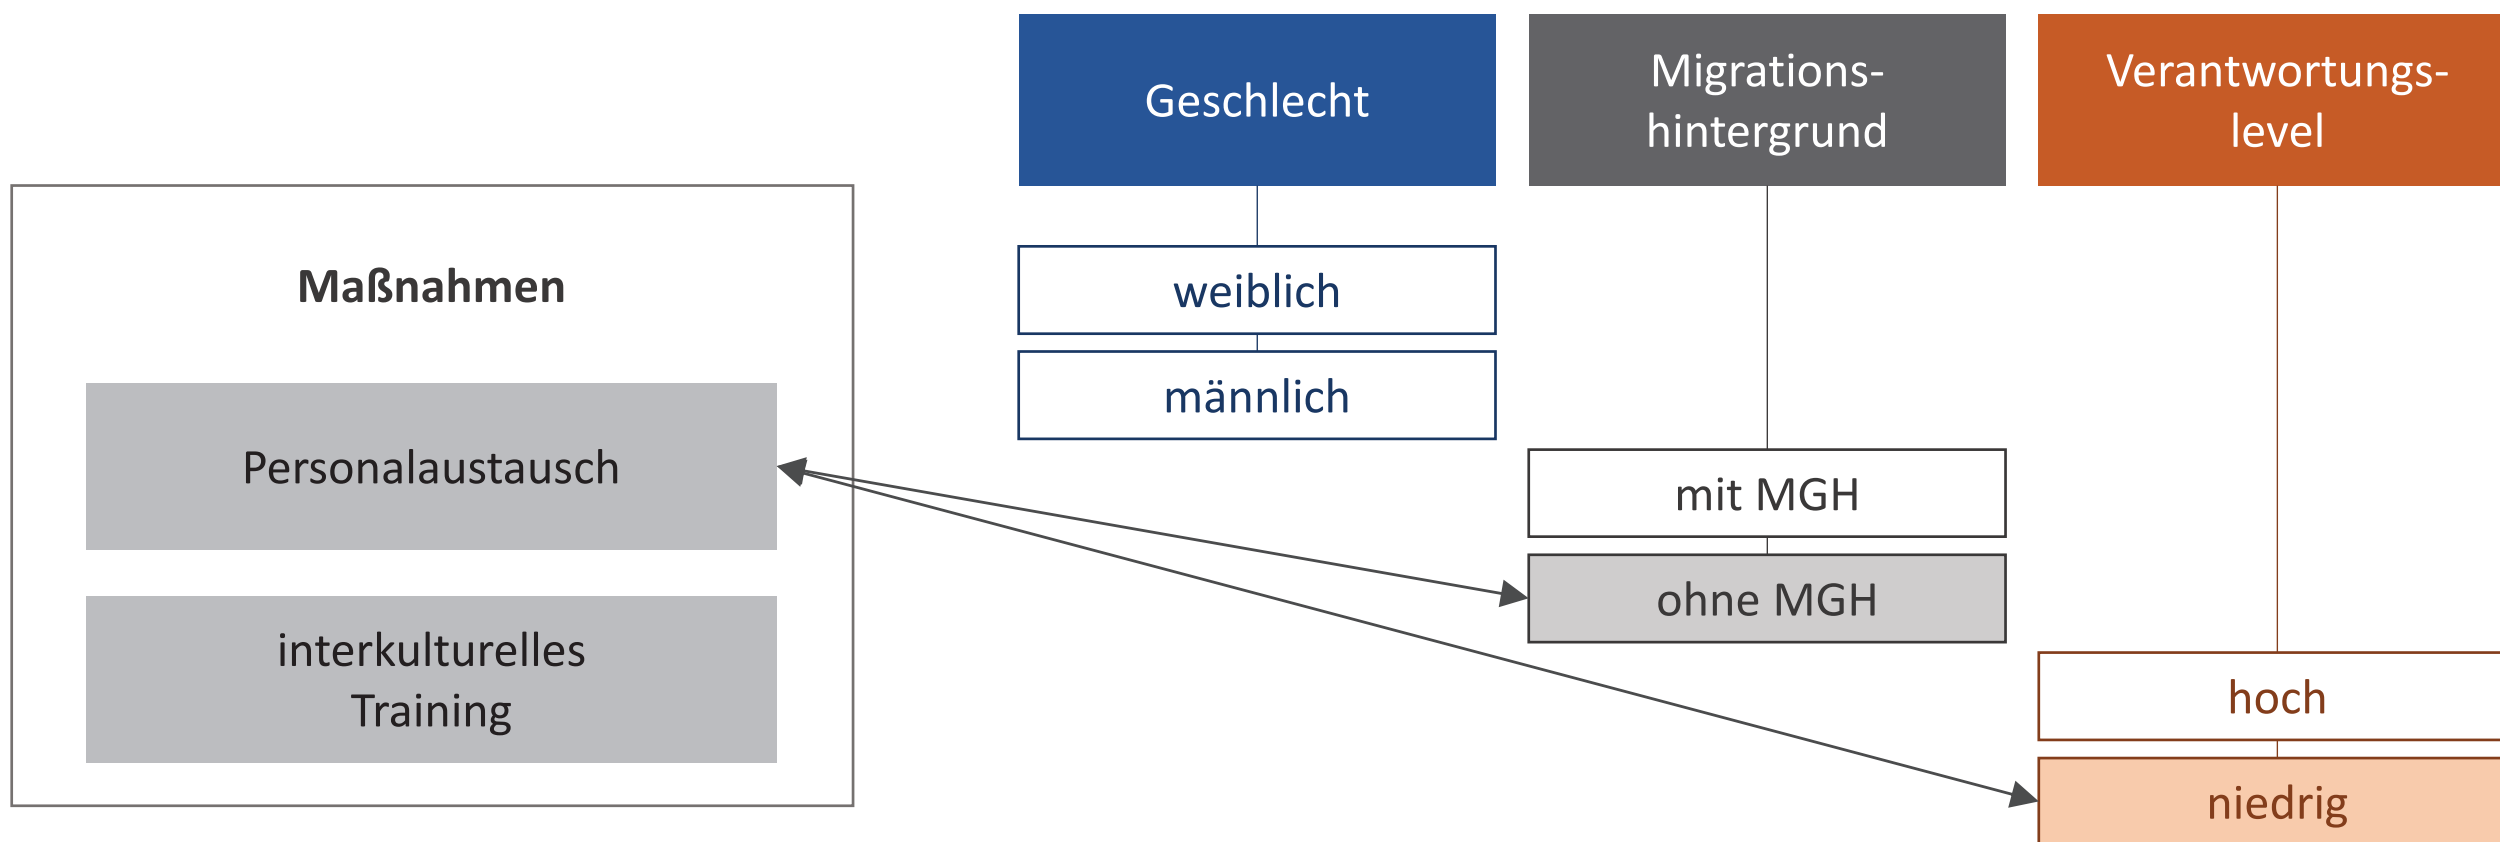 Geschlecht
Migrations-
hintergrund
Verantwortungs-
level
Maßnahmen
Personalaustausch
interkulturelles
Training
weiblich
männlich
mit MGH
ohne MGH
hoch
niedrig